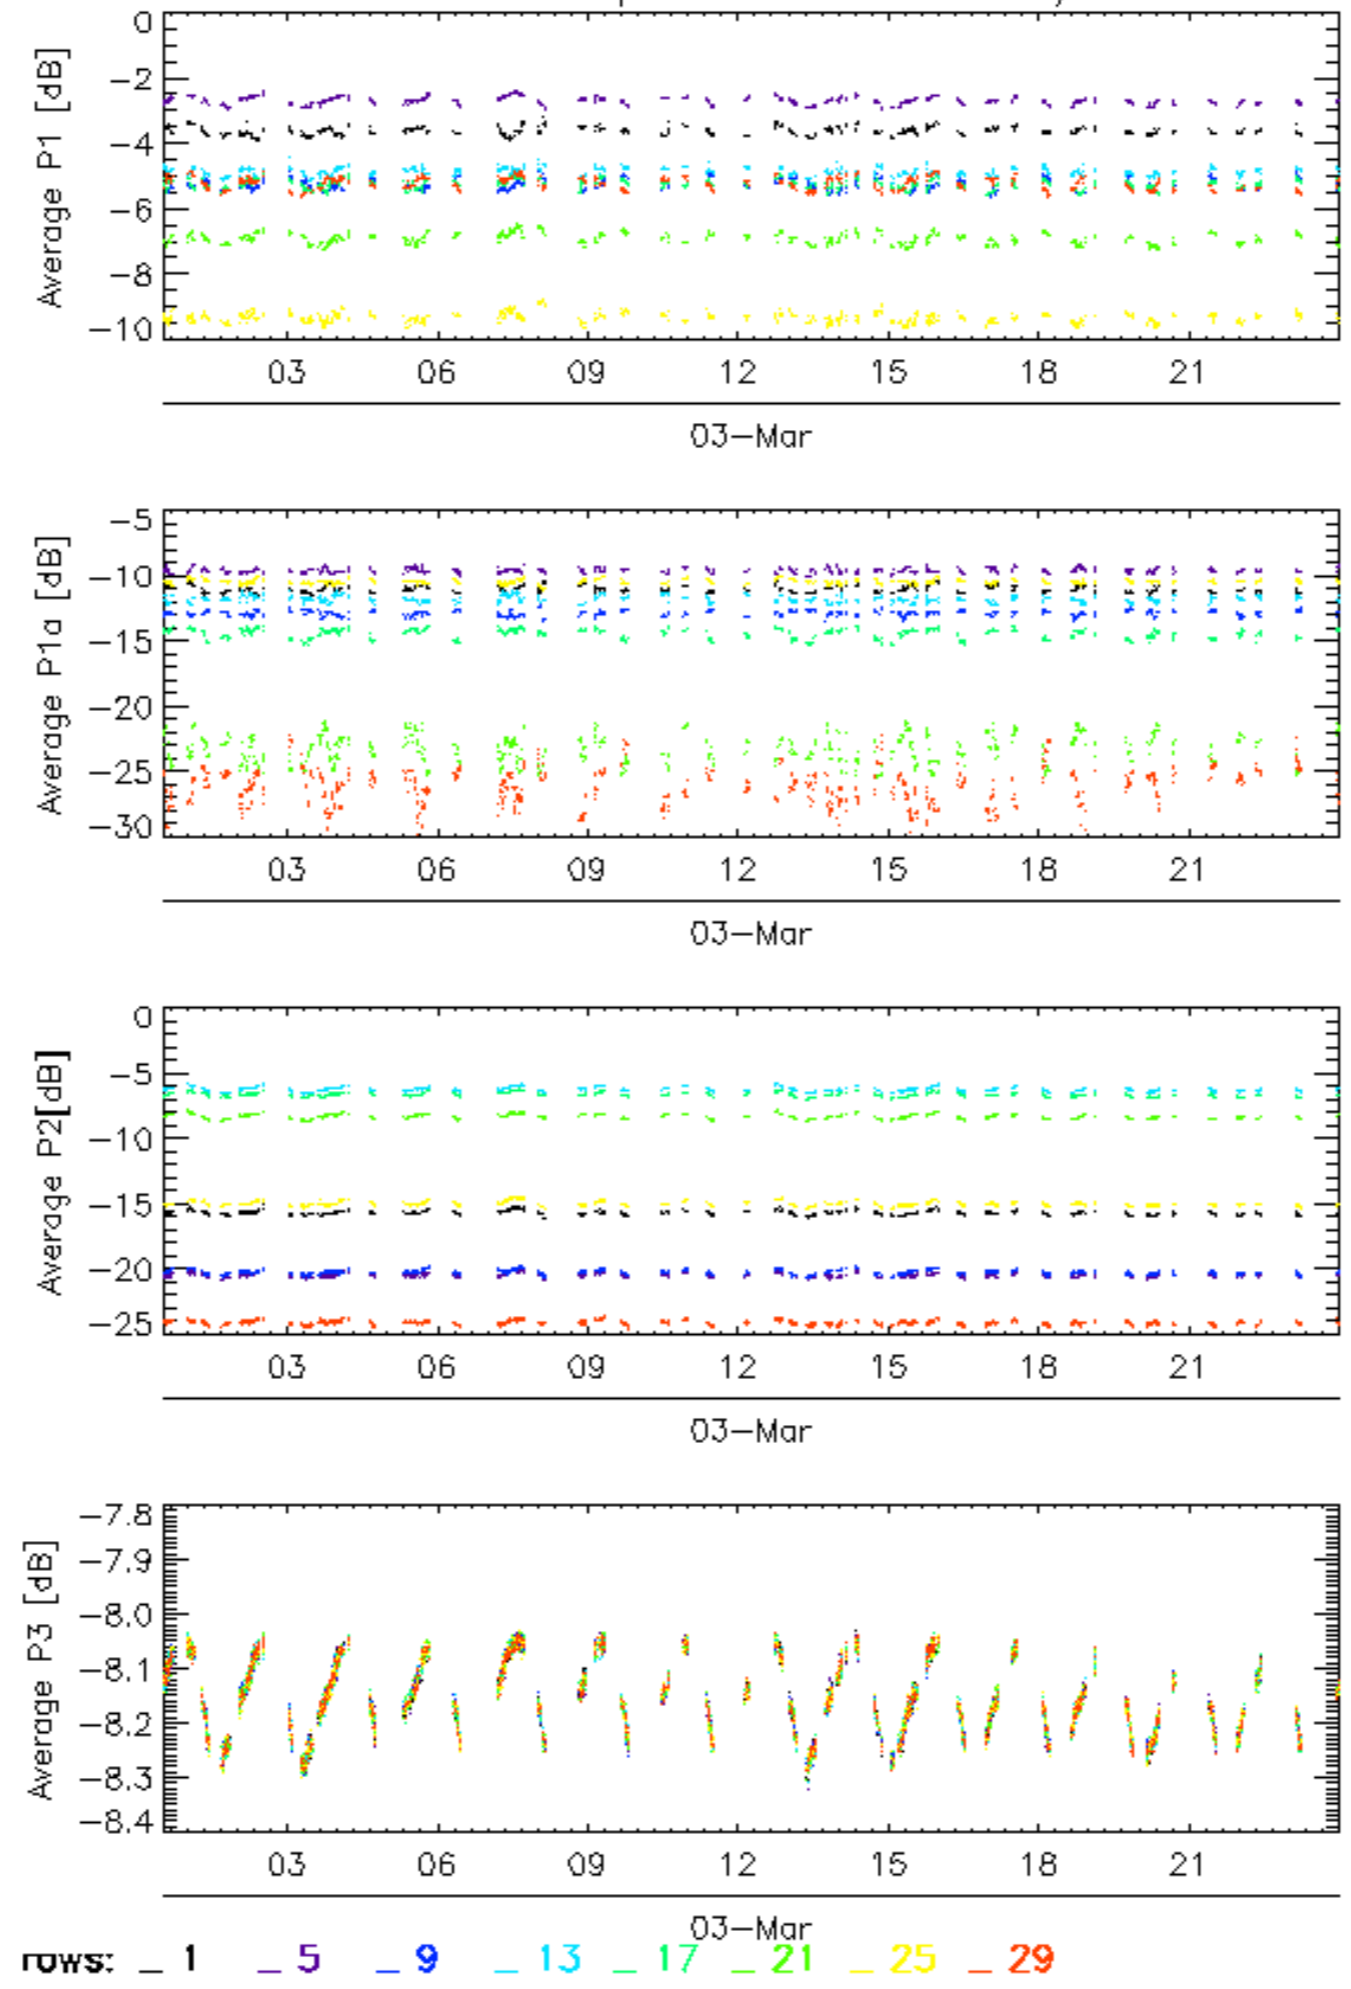 0
−2
−4
−6
−8
−10
Average P1 [dB]
03 06 09 12 15 18 21
03−Mar
−5
−10
−15
−20
−25
−30
Average P1a [dB]
03 06 09 12 15 18 21
03−Mar
0
−5
−10
−15
−20
−25
Average P2[dB]
03 06 09 12 15 18 21
03−Mar
−7.8
−7.9
−8.0
−8.1
−8.2
−8.3
−8.4
Average P3 [dB]
03 06 09 12 15 18 21
03−Mar
rows: _ 1 _ 5 _ 9 _ 13 _ 17 _ 21 _ 25 _ 29